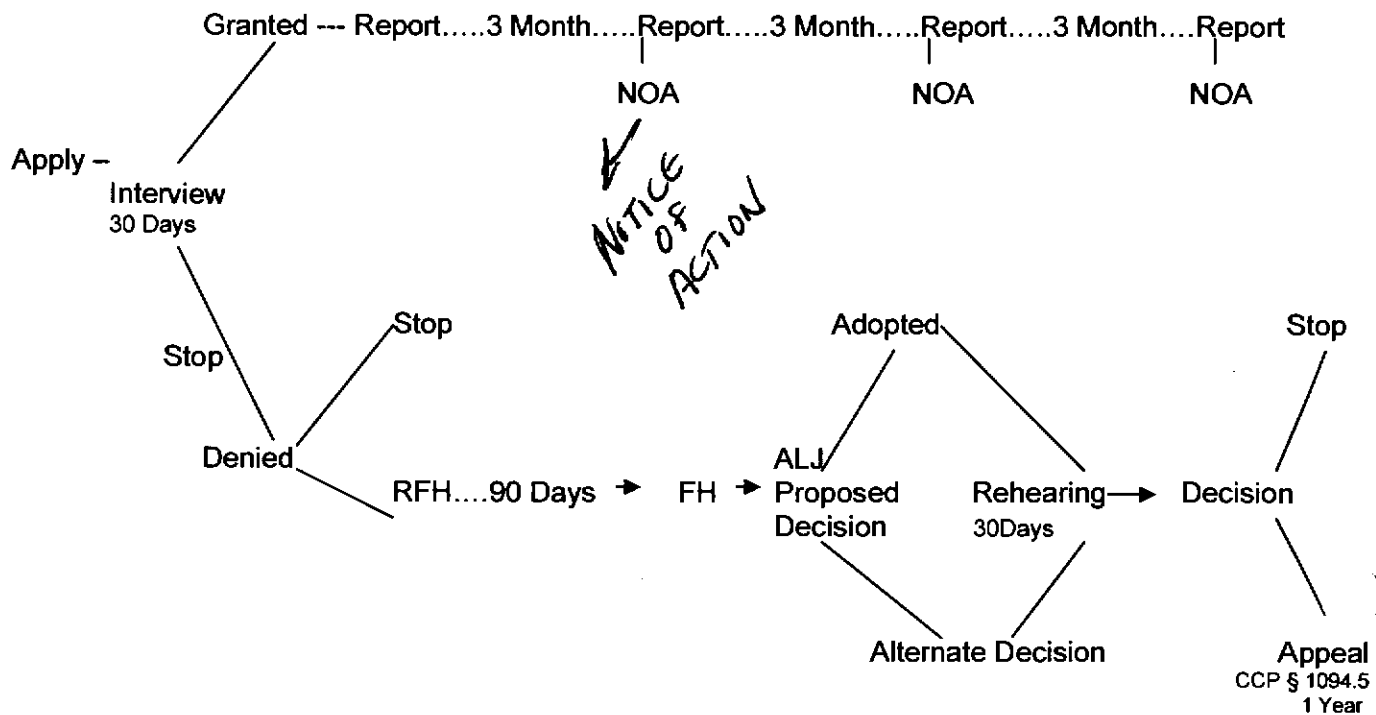 Granted --- Report.....3 Month.....Report.....3 Month.....Report....3 Month....Report
NOA NOA NOA
Apply –
Interview
30 Days
NOTICE
OF
ACTION
Stop
Stop
Adopted
Stop
Denied
RFH....90 Days
FH
ALJ
Proposed
Decision
Rehearing
30Days
Decision
Alternate Decision
Appeal
CCP § 1094.5
1 Year